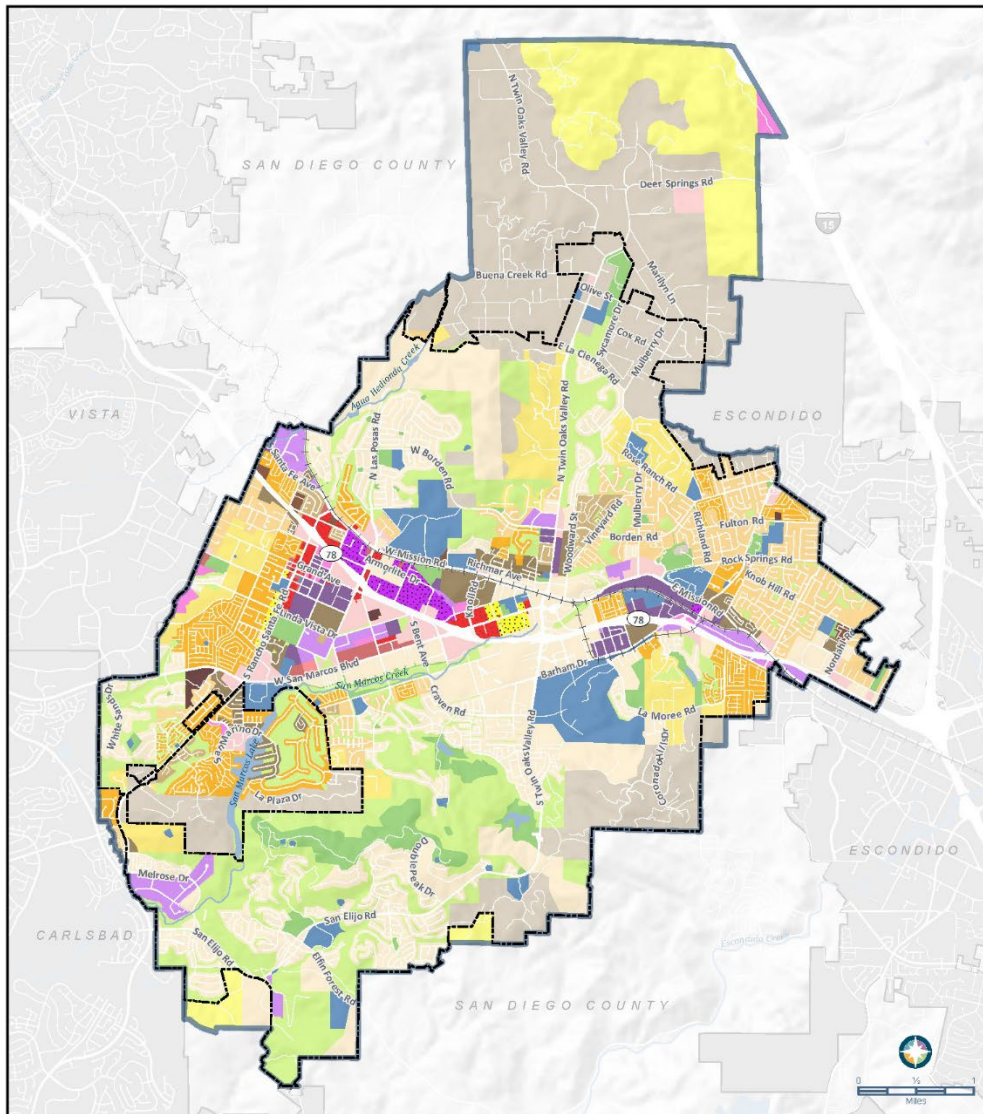 N Twin Oaks Valley Rd
SAN DIEGO COUNTY
Deer Springs Rd
15
Buena Creek Rd
Marilyn Ln
Olive St
Sycamore Dr
Cox Rd
Mulberry Dr
E La Cienega Rd
Agua Hedionda Creek
VISTA
ESCONDIDO
N Las Posas Rd
W Borden Rd
N Twin Oaks Valley Rd
S Santa Fe Ave
Rose Ranch Rd
Mulberry Dr
Richland Rd
Woodward St
Vineyard Rd
Borden Rd
Fulton Rd
Rock Springs Rd
78
W Mission Rd
Richmar Ave
Armorlite Dr
Grand Ave
Knoll Rd
Knob Hill Rd
E Mission Rd
S Rancho Santa Fe Rd
Linda Vista Dr
S Bent Ave
78
Nordahl Rd
W San Marcos Blvd
San Marcos Creek
Barham Dr
White Sands Dr
Craven Rd
La Moree Rd
San Marino Dr
San Marcos Lake
S Twin Oaks Valley Rd
Coronado Hills Dr
La Plaza Dr
ESCONDIDO
Double Peak Dr
Melrose Dr
San Elijo Rd
CARLSBAD
San Elijo Rd
Elfin Forest Rd
Escondido Creek
SAN DIEGO COUNTY
0 ½ 1
Miles